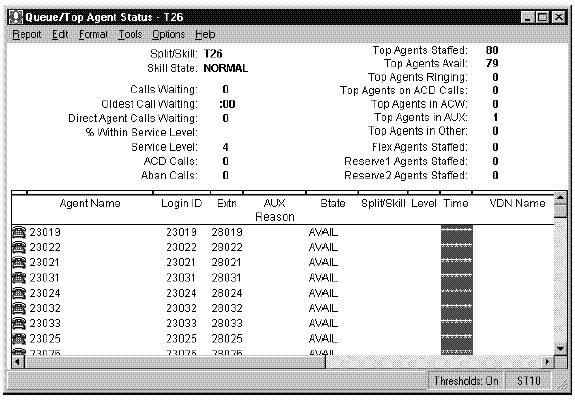 Queue/Top Agent Status - T26
Report Edit Format Tools Options Help
Split/Skill: T26
Skill State: NORMAL
Calls Waiting: 0
Oldest Call Waiting: :00
Direct Agent Calls Waiting: 0
% Within Service Level:
Service Level: 4
ACD Calls: 0
Aban Calls: 0
Top Agents Staffed: 80
Top Agents Avail: 79
Top Agents Ringing: 0
Top Agents on ACD Calls: 0
Top Agents in ACW: 0
Top Agents in AUX: 1
Top Agents in Other: 0
Flex Agents Staffed: 0
Reserve1 Agents Staffed: 0
Reserve2 Agents Staffed: 0
Agent Name Login ID Extn AUX Reason State Split/Skill Level Time VDN Name
23019 23019 28019 AVAIL *****
23022 23022 28022 AVAIL *****
23021 23021 28021 AVAIL *****
23031 23031 28031 AVAIL *****
23024 23024 28024 AVAIL *****
23032 23032 28032 AVAIL *****
23033 23033 28033 AVAIL *****
23025 23025 28025 AVAIL *****
Thresholds: On ST10